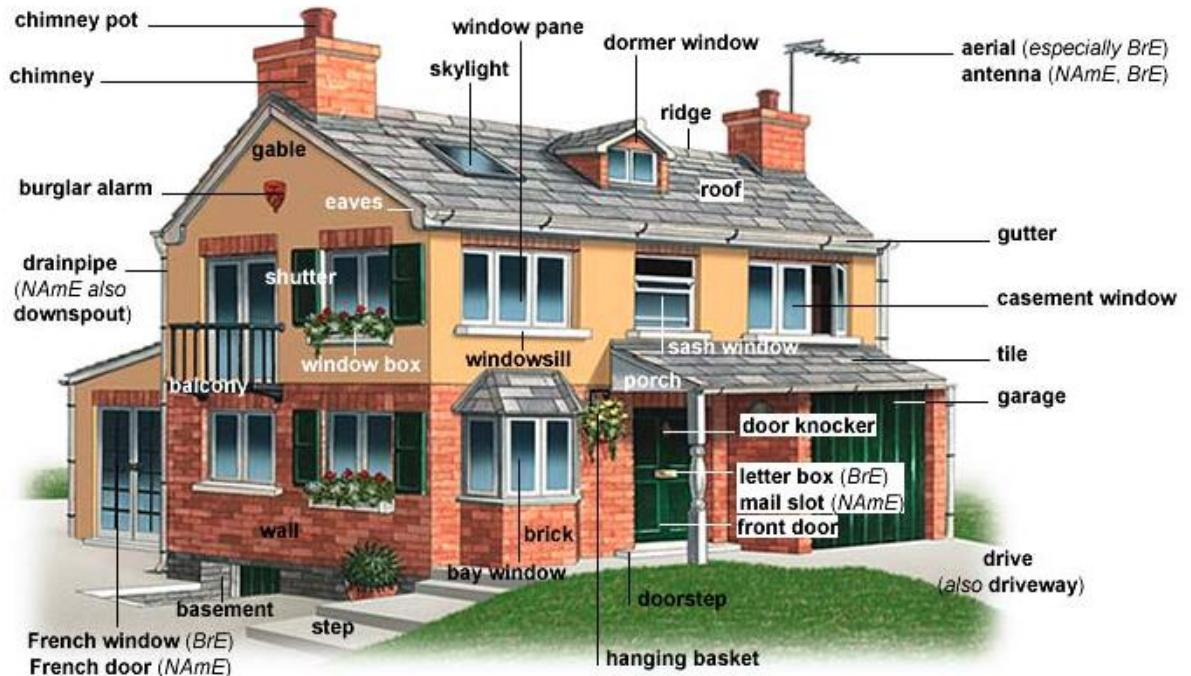 chimney pot
window pane
dormer window
aerial (especially BrE)
antenna (NAmE, BrE)
chimney
skylight
ridge
gable
burglar alarm
roof
eaves
gutter
drainpipe
(NAmE also
downspout)
shutter
casement window
window box
windowsill
sash window
tile
balcony
porch
garage
door knocker
letter box (BrE)
mail slot (NAmE)
front door
wall
brick
bay window
drive
(also driveway)
basement
step
doorstep
French window (BrE)
French door (NAmE)
hanging basket